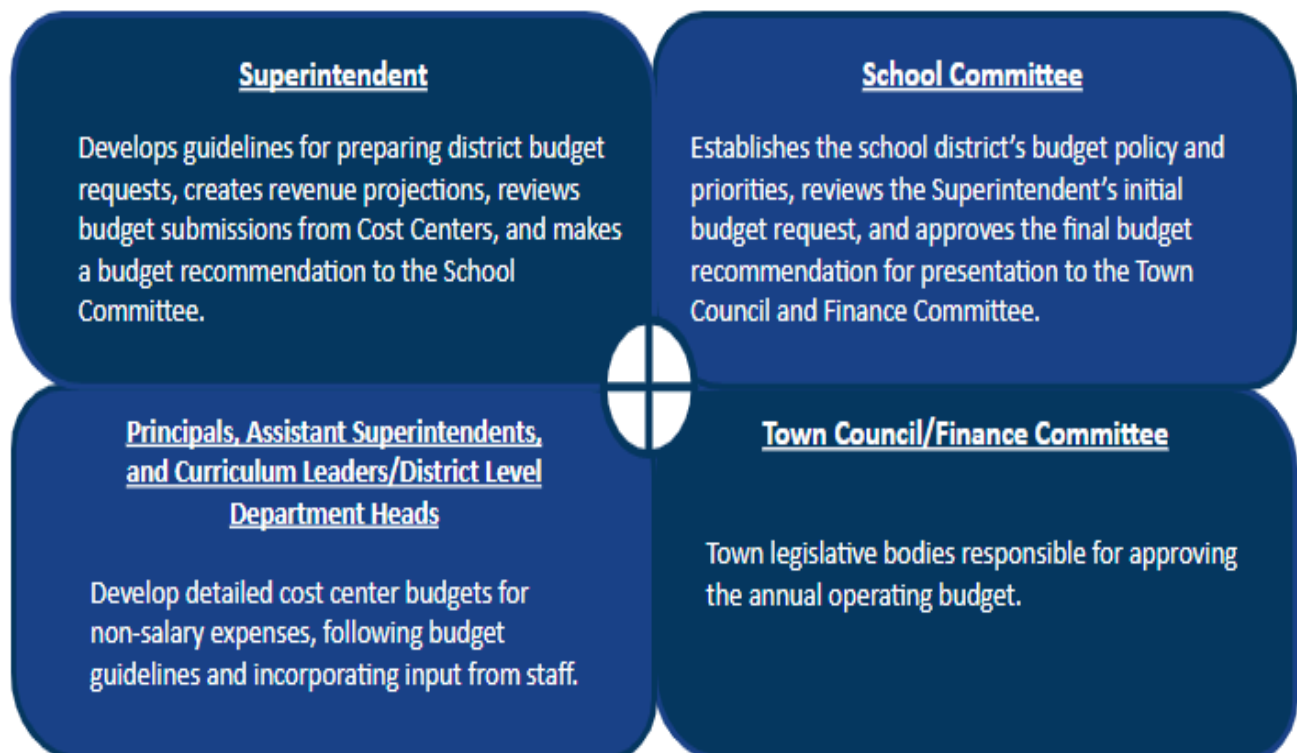 Superintendent
Develops guidelines for preparing district budget
requests, creates revenue projections, reviews
budget submissions from Cost Centers, and makes
a budget recommendation to the School
Committee.
School Committee
Establishes the school district’s budget policy and
priorities, reviews the Superintendent’s initial
budget request, and approves the final budget
recommendation for presentation to the Town
Council and Finance Committee.
Principals, Assistant Superintendents,
and Curriculum Leaders/District Level
Department Heads
Develop detailed cost center budgets for
non-salary expenses, following budget
guidelines and incorporating input from staff.
Town Council/Finance Committee
Town legislative bodies responsible for approving
the annual operating budget.